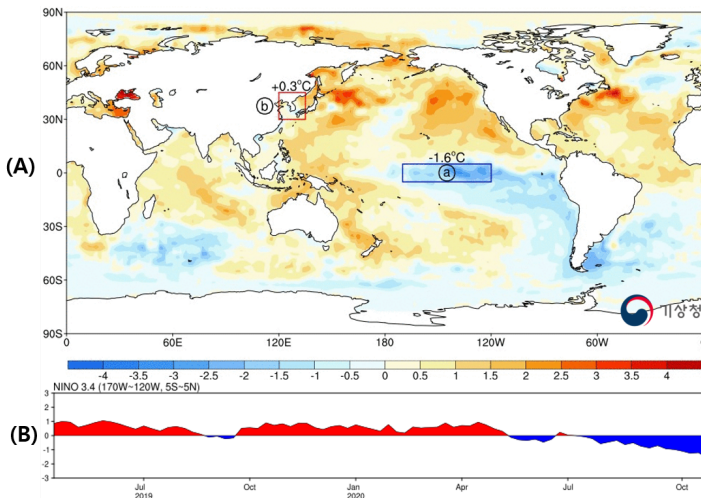 90N
60N
30N
0
30S
60S
90S
+0.3°C
ⓑ
-1.6°C
ⓐ
(A)
기상청
0 60E 120E 180 120W 60W 0
-4 -3.5 -3 -2.5 -2 -1.5 -1 -0.5 0 0.5 1 1.5 2 2.5 3 3.5 4
NINO 3.4 (170W~120W, 5S~5N)
(B)
3
2
1
0
-1
-2
-3
Jul Oct Jan Apr Jul Oct
2019 2020